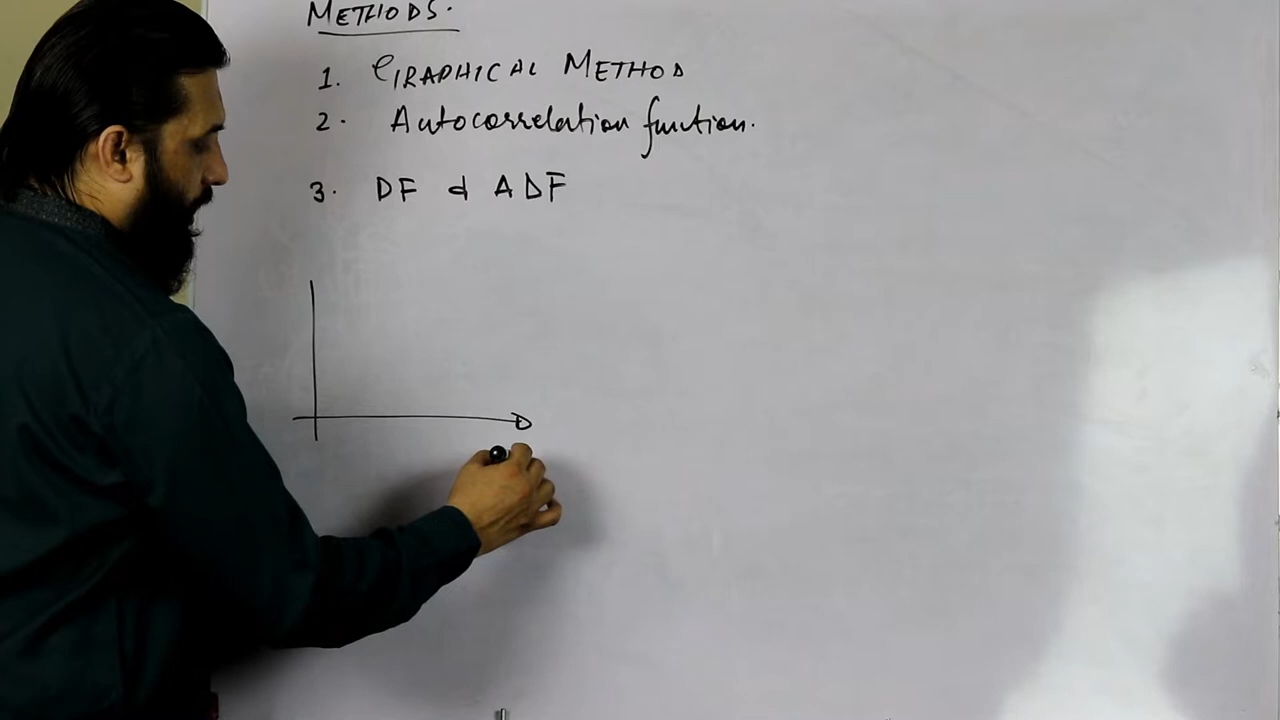 METHODS.
1. GRAPHICAL METHOD
2. Autocorrelation function.
3. DF & ADF